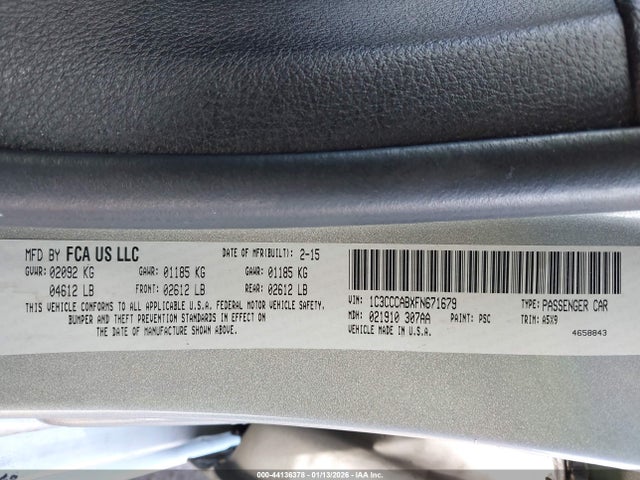 MFD BY FCA US LLC DATE OF MFR(BUILT): 2-15
GVWR: 02092 KG GAWR: 01185 KG GAWR: 01185 KG
04612 LB FRONT: 02612 LB REAR: 02612 LB
THIS VEHICLE CONFORMS TO ALL APPLICABLE U.S.A. FEDERAL MOTOR VEHICLE SAFETY,
BUMPER AND THEFT PREVENTION STANDARDS IN EFFECT ON
THE DATE OF MANUFACTURE SHOWN ABOVE.
VIN: 1C3CCCABXFN671679 TYPE: PASSENGER CAR
MDH: 021910 307AA PAINT: PSC TRIM: A5X9
VEHICLE MADE IN U.S.A. 4658843
000-44138378 - 01/13/2026 - IAA Inc.